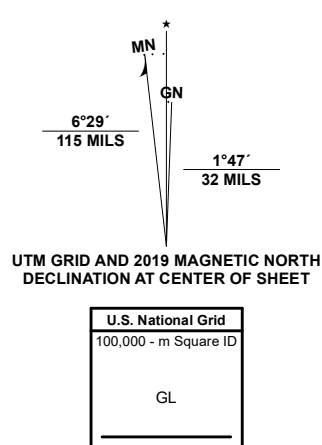 ★
MN
GN
6°29´
115 MILS
1°47´
32 MILS
UTM GRID AND 2019 MAGNETIC NORTH
DECLINATION AT CENTER OF SHEET
U.S. National Grid
100,000 - m Square ID
GL